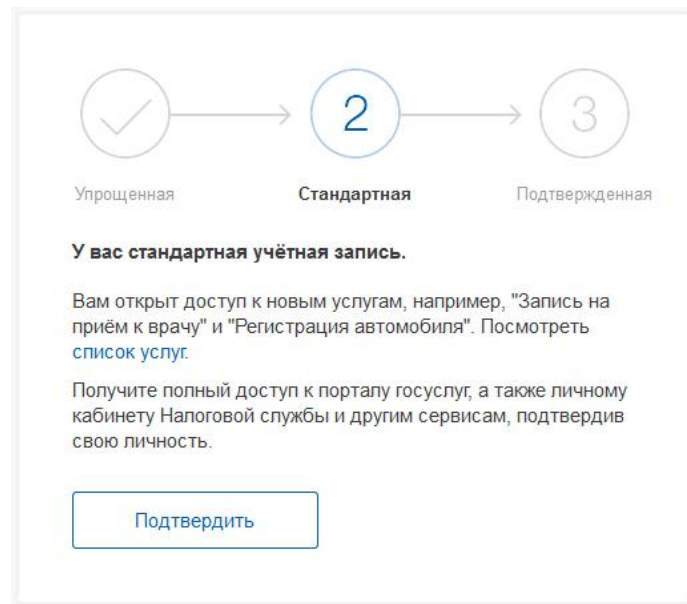 2
3
Упрощенная
Стандартная
Подтвержденная
У вас стандартная учётная запись.
Вам открыт доступ к новым услугам, например, "Запись на
приём к врачу" и "Регистрация автомобиля". Посмотреть
список услуг.
Получите полный доступ к порталу госуслуг, а также личному
кабинету Налоговой службы и другим сервисам, подтвердив
свою личность.
Подтвердить